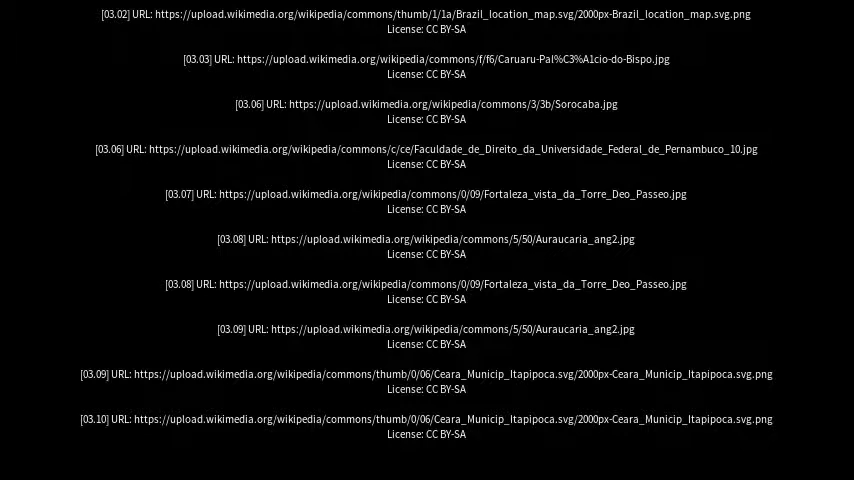 [03.02] URL: https://upload.wikimedia.org/wikipedia/commons/thumb/1/1a/Brazil_location_map.svg/2000px-Brazil_location_map.svg.png
License: CC BY-SA
[03.03] URL: https://upload.wikimedia.org/wikipedia/commons/f/f6/Caruaru-Pal%C3%A1cio-do-Bispo.jpg
License: CC BY-SA
[03.06] URL: https://upload.wikimedia.org/wikipedia/commons/3/3b/Sorocaba.jpg
License: CC BY-SA
[03.06] URL: https://upload.wikimedia.org/wikipedia/commons/c/ce/Faculdade_de_Direito_da_Universidade_Federal_de_Pernambuco_10.jpg
License: CC BY-SA
[03.07] URL: https://upload.wikimedia.org/wikipedia/commons/0/09/Fortaleza_vista_da_Torre_Deo_Passeo.jpg
License: CC BY-SA
[03.08] URL: https://upload.wikimedia.org/wikipedia/commons/5/50/Auraucaria_ang2.jpg
License: CC BY-SA
[03.08] URL: https://upload.wikimedia.org/wikipedia/commons/0/09/Fortaleza_vista_da_Torre_Deo_Passeo.jpg
License: CC BY-SA
[03.09] URL: https://upload.wikimedia.org/wikipedia/commons/5/50/Auraucaria_ang2.jpg
License: CC BY-SA
[03.09] URL: https://upload.wikimedia.org/wikipedia/commons/thumb/0/06/Ceara_Municip_Itapipoca.svg/2000px-Ceara_Municip_Itapipoca.svg.png
License: CC BY-SA
[03.10] URL: https://upload.wikimedia.org/wikipedia/commons/thumb/0/06/Ceara_Municip_Itapipoca.svg/2000px-Ceara_Municip_Itapipoca.svg.png
License: CC BY-SA